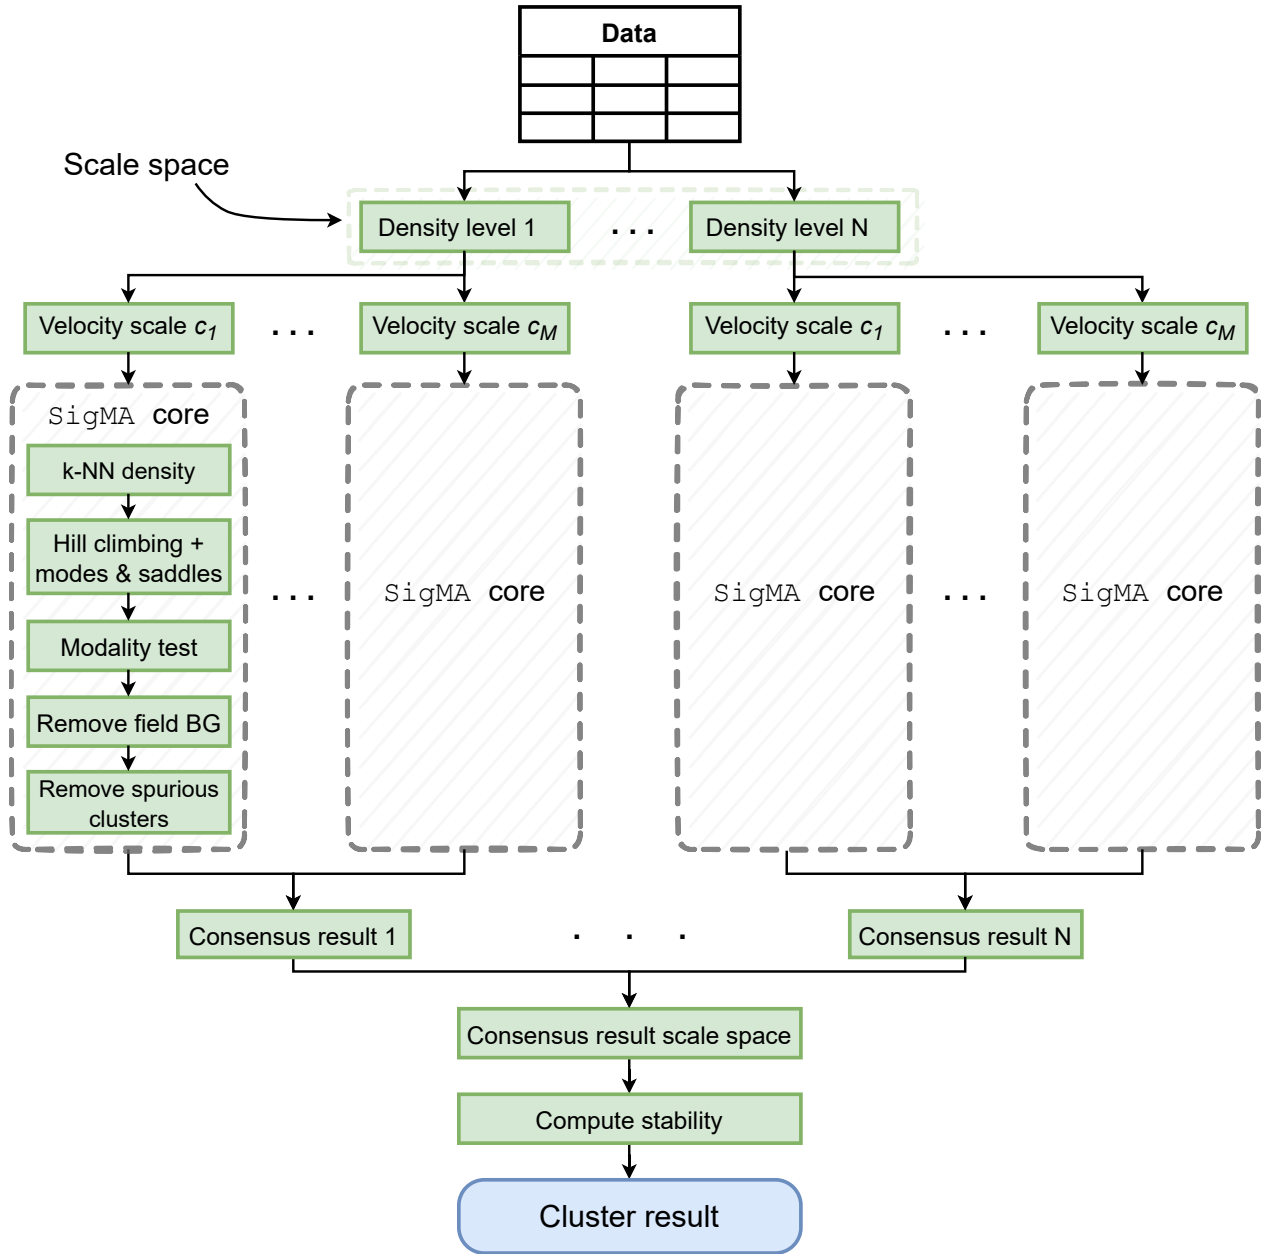 Data
Scale space
Density level 1
. . .
Density level N
Velocity scale c1
. . .
Velocity scale cM
Velocity scale c1
. . .
Velocity scale cM
SigMA core
k-NN density
Hill climbing +
modes & saddles
Modality test
Remove field BG
Remove spurious
clusters
. . .
SigMA core
SigMA core
. . .
SigMA core
Consensus result 1
. . .
Consensus result N
Consensus result scale space
Compute stability
Cluster result